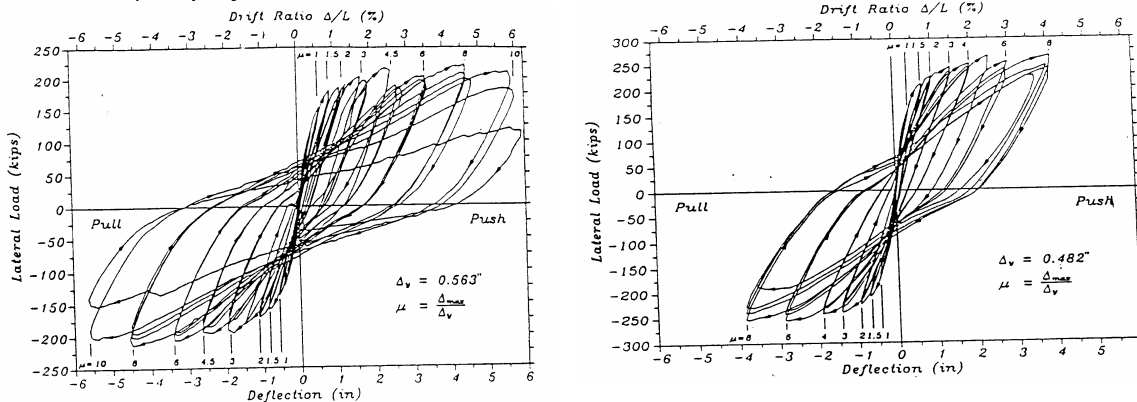 Drift Ratio Δ/L (%)
-6 -5 -4 -3 -2 -1 0 1 2 3 4 5 6
μ= 1 1.5 2 3 4.5 6 8 10
250
200
150
100
50
0
-50
-100
-150
-200
-250
Lateral Load (kips)
Pull
Push
Δy = 0.563"
μ = Δmax/Δy
μ=10 8 6 4.5 3 2 1.5 1
-6 -5 -4 -3 -2 -1 0 1 2 3 4 5 6
Deflection (in)
Drift Ratio Δ/L (%)
-6 -5 -4 -3 -2 -1 0 1 2 3 4 5 6
μ= 1 1.5 2 3 4 6 8
300
250
200
150
100
50
0
-50
-100
-150
-200
-250
-300
Lateral Load (kips)
Pull
Push
Δy = 0.482"
μ = Δmax/Δy
μ=8 6 4 3 2 1.5 1
-6 -5 -4 -3 -2 -1 0 1 2 3 4 5 6
Deflection (in)